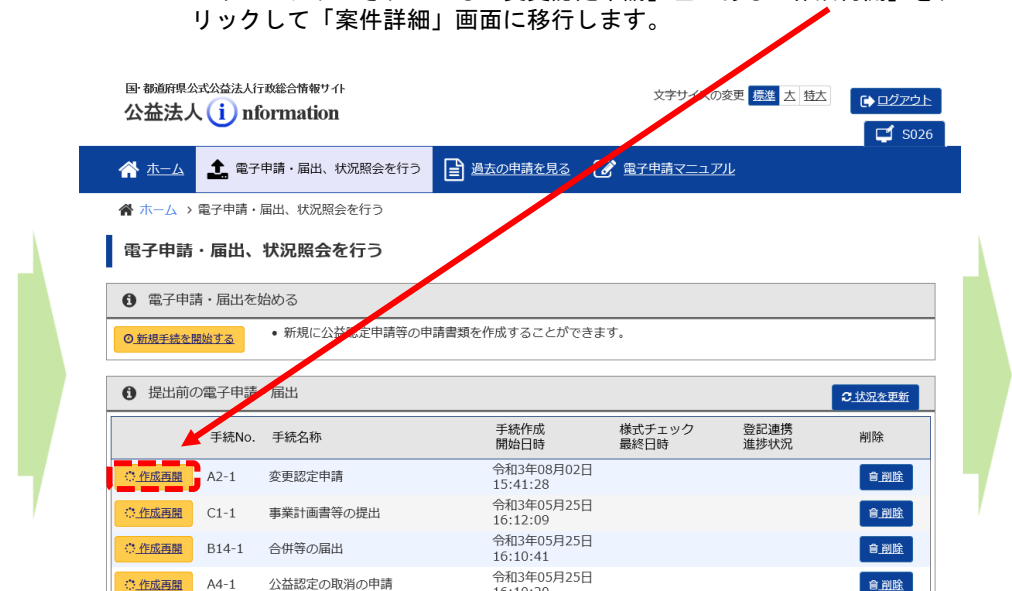 リックして「案件詳細」画面に移行します。
国・都道府県公式公益法人行政総合情報サイト
公益法人 information
文字サイズの変更 標準 大 特大
ログアウト
S026
ホーム 電子申請・届出、状況照会を行う 過去の申請を見る 電子申請マニュアル
ホーム > 電子申請・届出、状況照会を行う
電子申請・届出、状況照会を行う
電子申請・届出を始める
新規手続を開始する
• 新規に公益認定申請等の申請書類を作成することができます。
提出前の電子申請・届出
状況を更新
手続No. 手続名称 手続作成開始日時 様式チェック最終日時 登記連携進捗状況 削除
作成再開 A2-1 変更認定申請 令和3年08月02日 15:41:28 削除
作成再開 C1-1 事業計画書等の提出 令和3年05月25日 16:12:09 削除
作成再開 B14-1 合併等の届出 令和3年05月25日 16:10:41 削除
作成再開 A4-1 公益認定の取消の申請 令和3年05月25日 削除